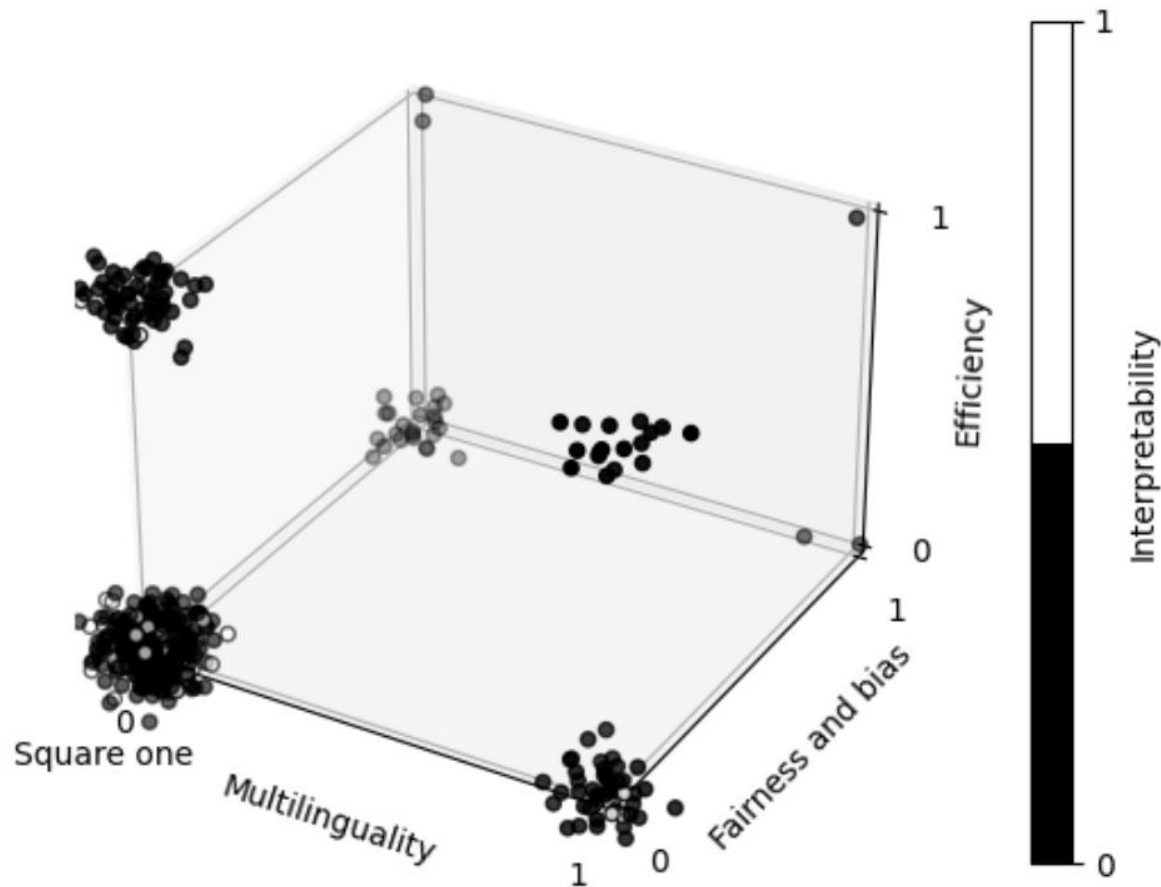 1
1
Efficiency
Interpretability
0
1
Fairness and bias
0
Square one
Multilinguality
0
1
0